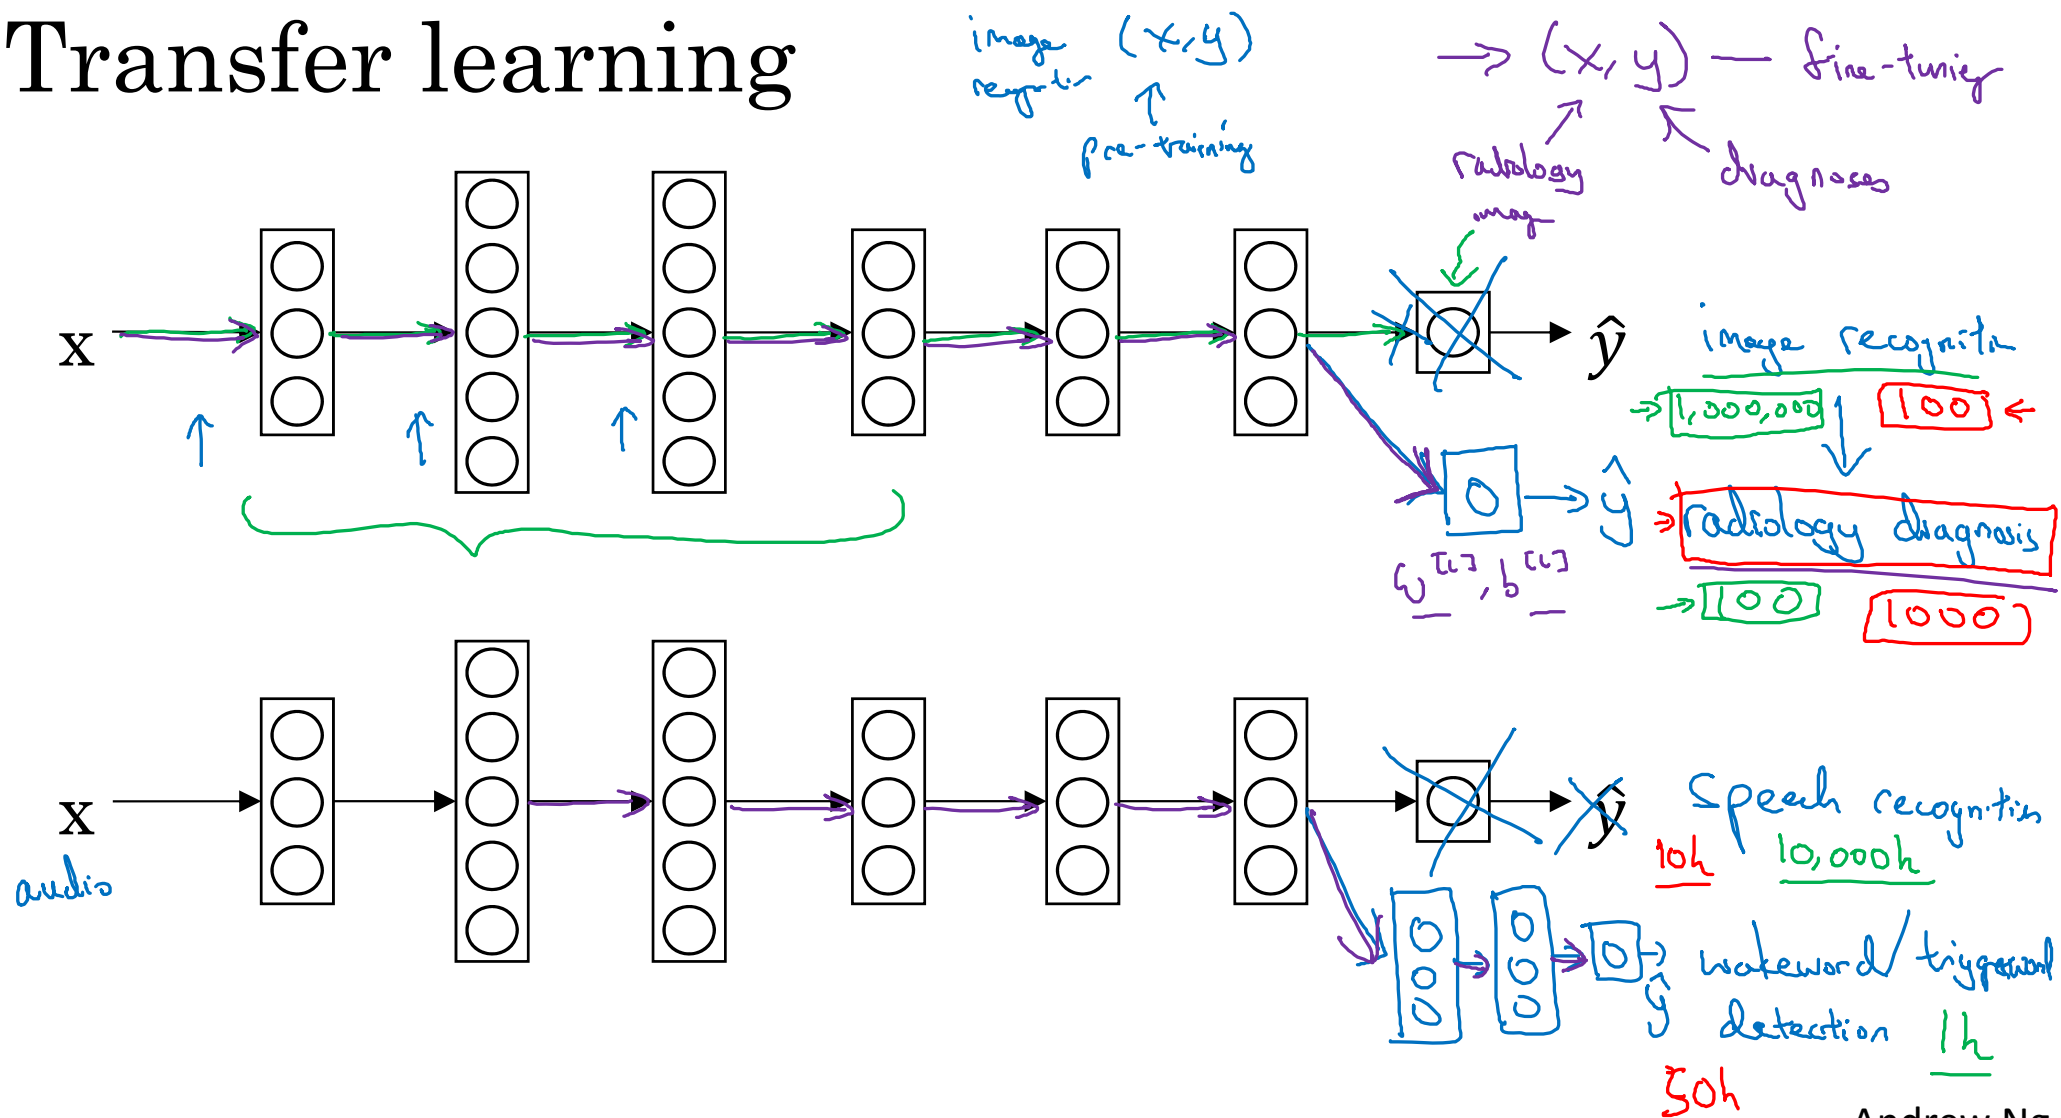 Transfer learning
image (x, y)
recognition
pre-training
→ (x, y) — fine-tuning
radiology diagnoses
image
x
ŷ
image recognition
→ 1,000,000 100 ←
ŷ
→ radiology diagnosis
w[L], b[L]
→ 100 1000
x
audio
ŷ
Speech recognition
10h 10,000h
ŷ
wakeword/triggerword
detection 1h
50h
Andrew Ng